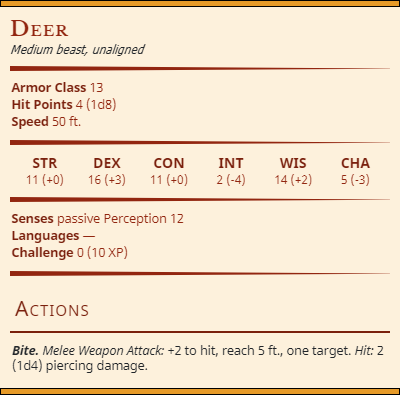 Deer
Medium beast, unaligned
Armor Class 13
Hit Points 4 (1d8)
Speed 50 ft.
STR DEX CON INT WIS CHA
11 (+0) 16 (+3) 11 (+0) 2 (-4) 14 (+2) 5 (-3)
Senses passive Perception 12
Languages —
Challenge 0 (10 XP)
Actions
Bite. Melee Weapon Attack: +2 to hit, reach 5 ft., one target. Hit: 2
(1d4) piercing damage.